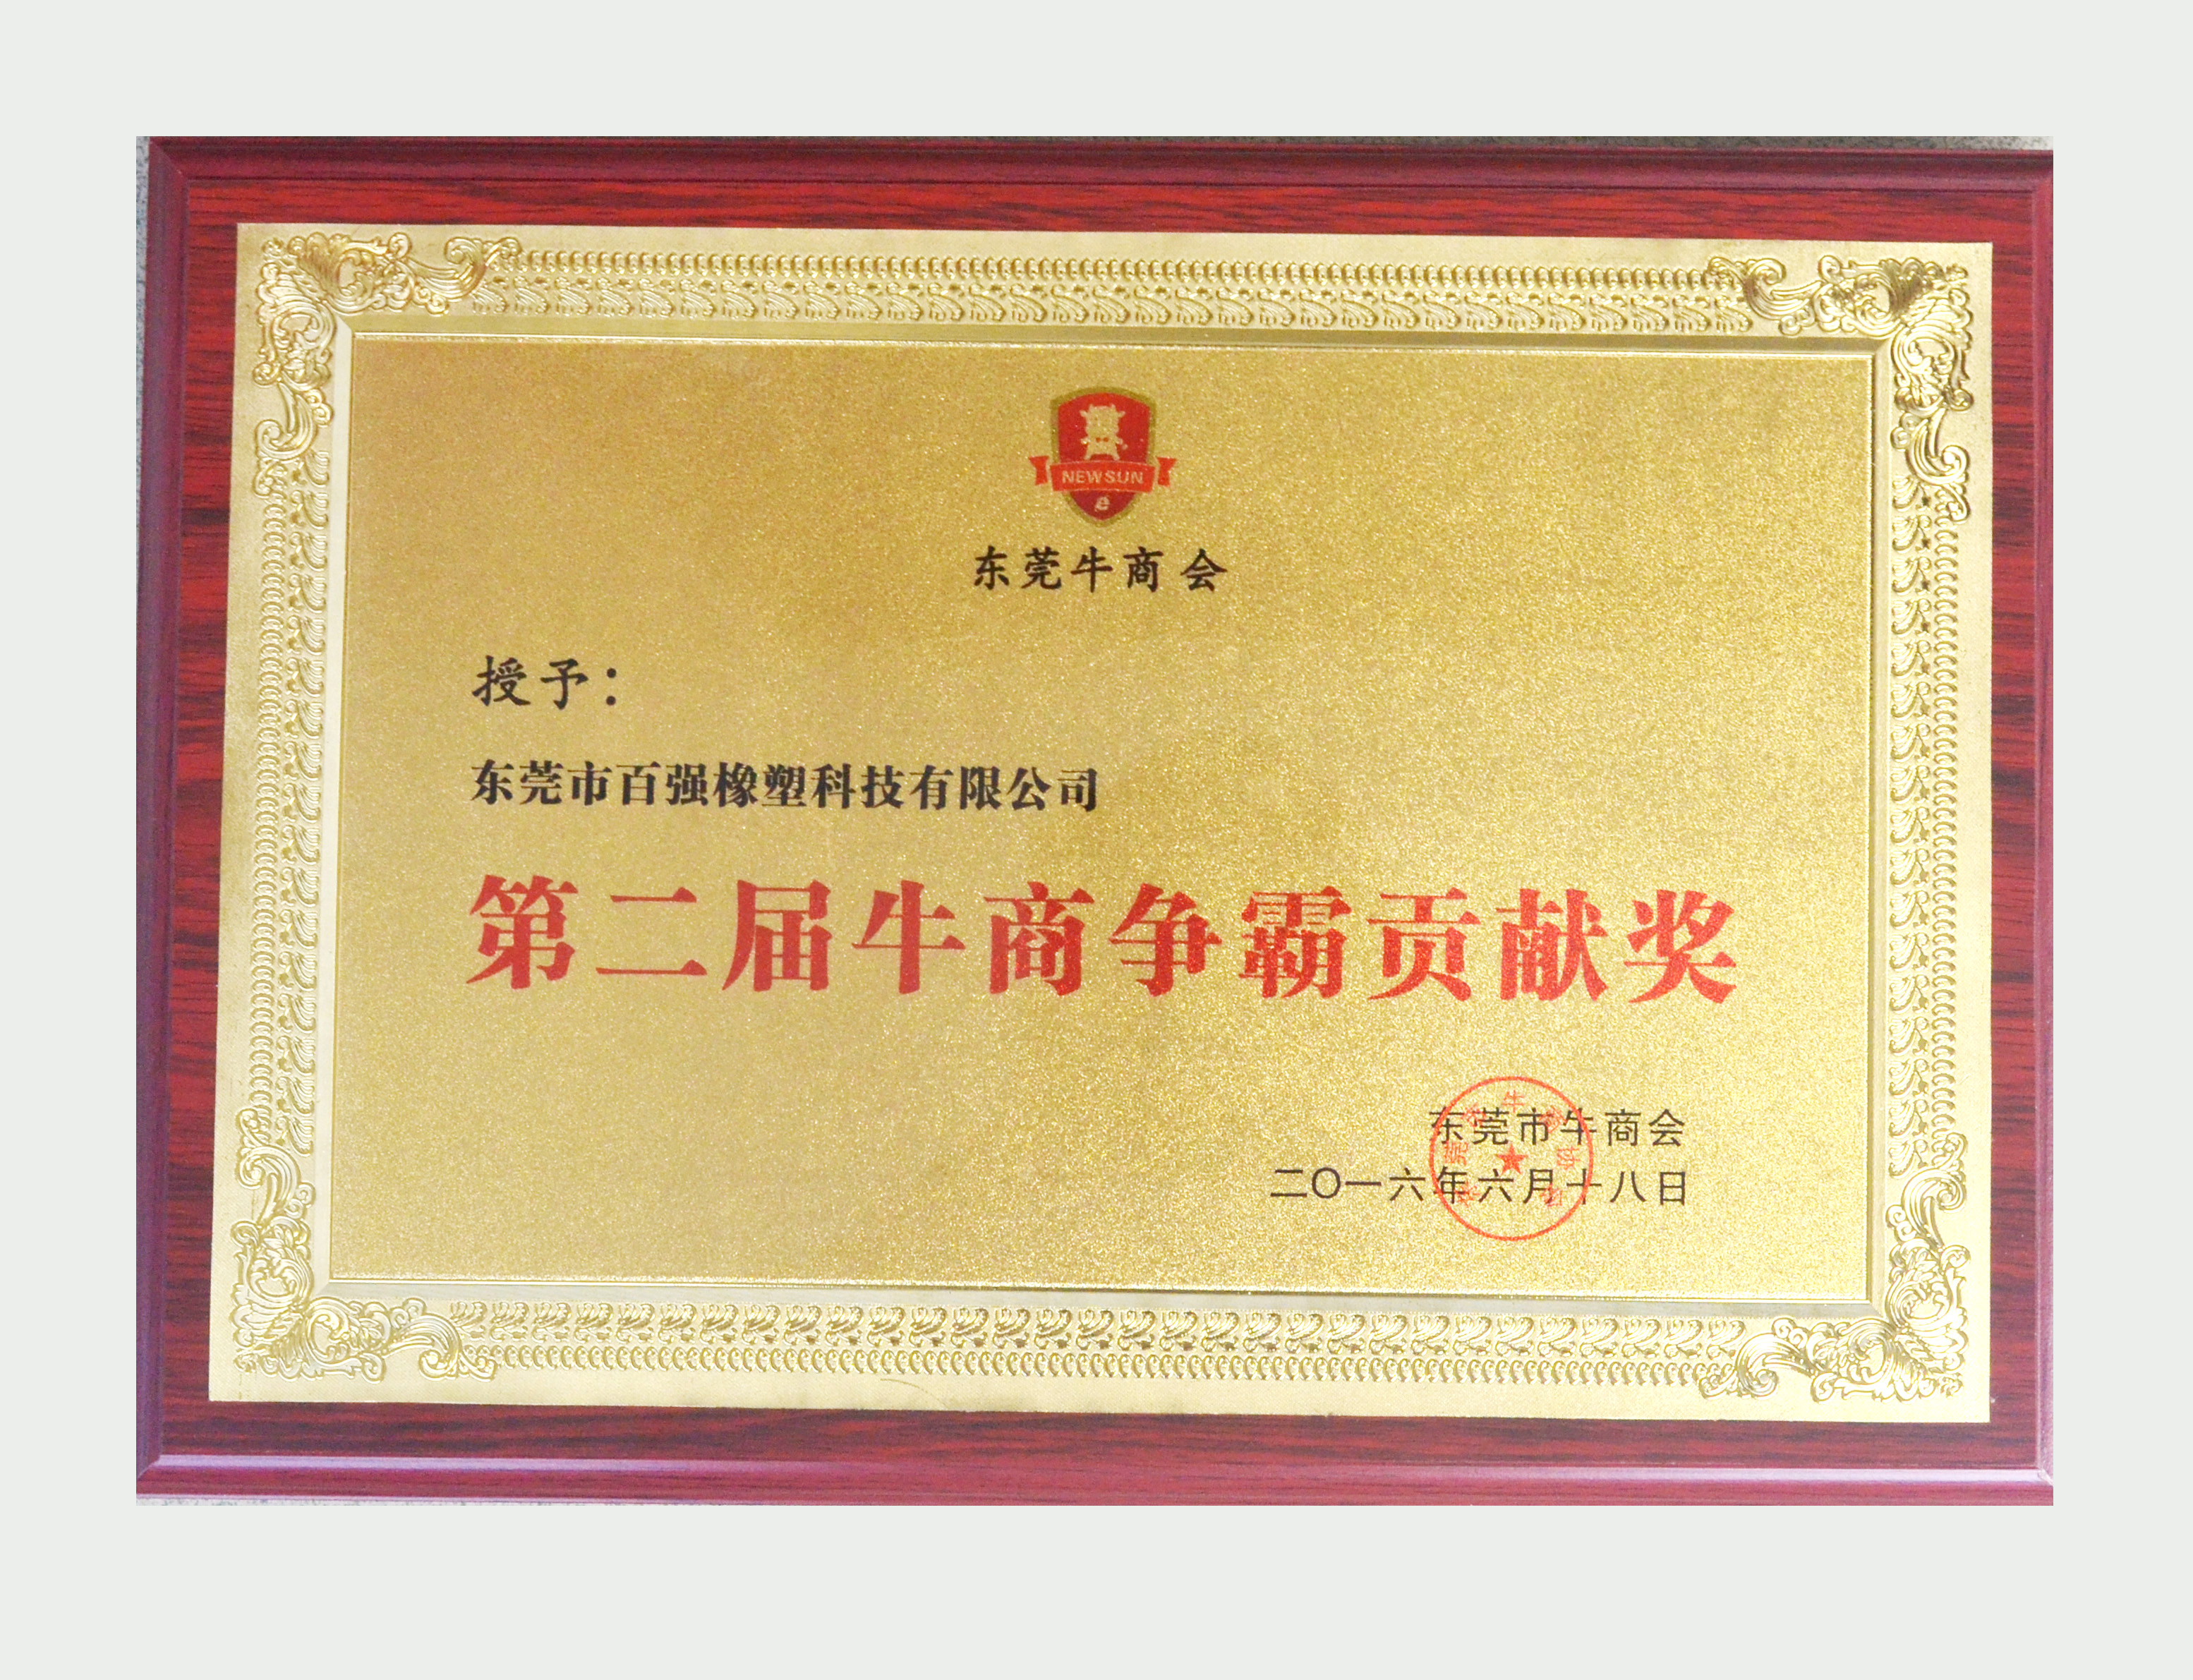 NEWSUN
e
东莞牛商会
授予：
东莞市百强橡塑科技有限公司
第二届牛商争霸贡献奖
东莞市牛商会
二〇一六年六月十八日